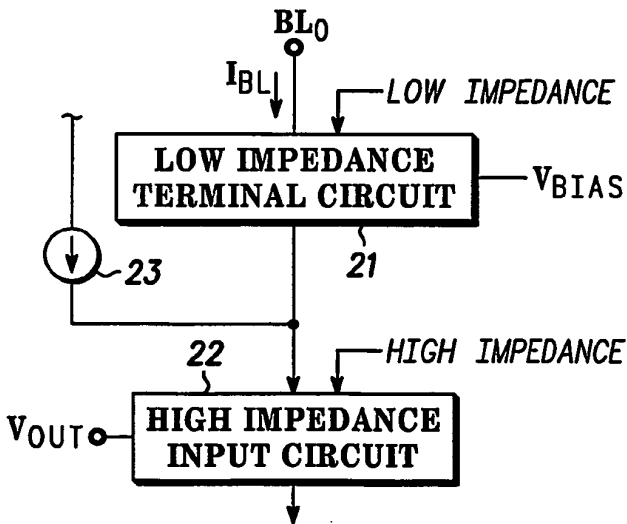 BL0
IBL
LOW IMPEDANCE
LOW IMPEDANCE
TERMINAL CIRCUIT
VBIAS
21
23
22
HIGH IMPEDANCE
HIGH IMPEDANCE
INPUT CIRCUIT
VOUT